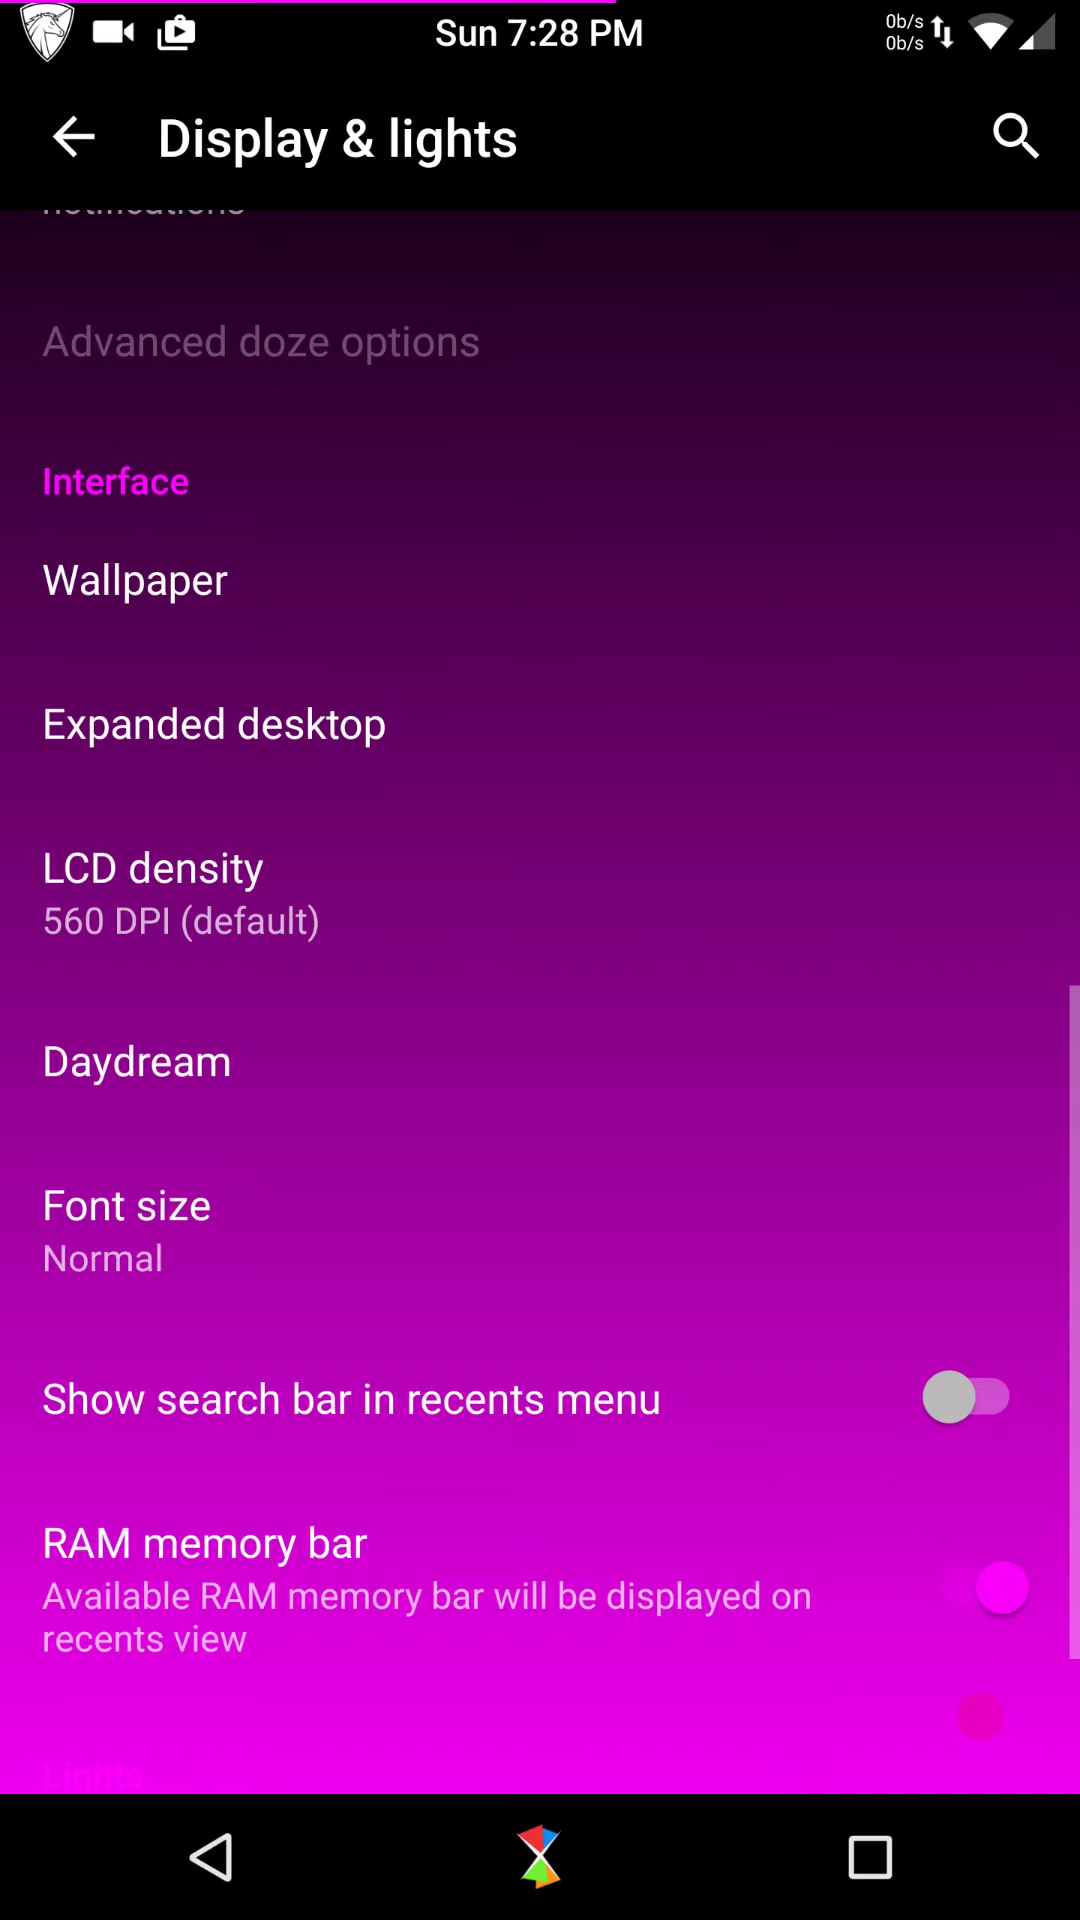 Sun 7:28 PM
0b/s
0b/s
Display & lights
notifications
Advanced doze options
Interface
Wallpaper
Expanded desktop
LCD density
560 DPI (default)
Daydream
Font size
Normal
Show search bar in recents menu
RAM memory bar
Available RAM memory bar will be displayed on
recents view
Lights